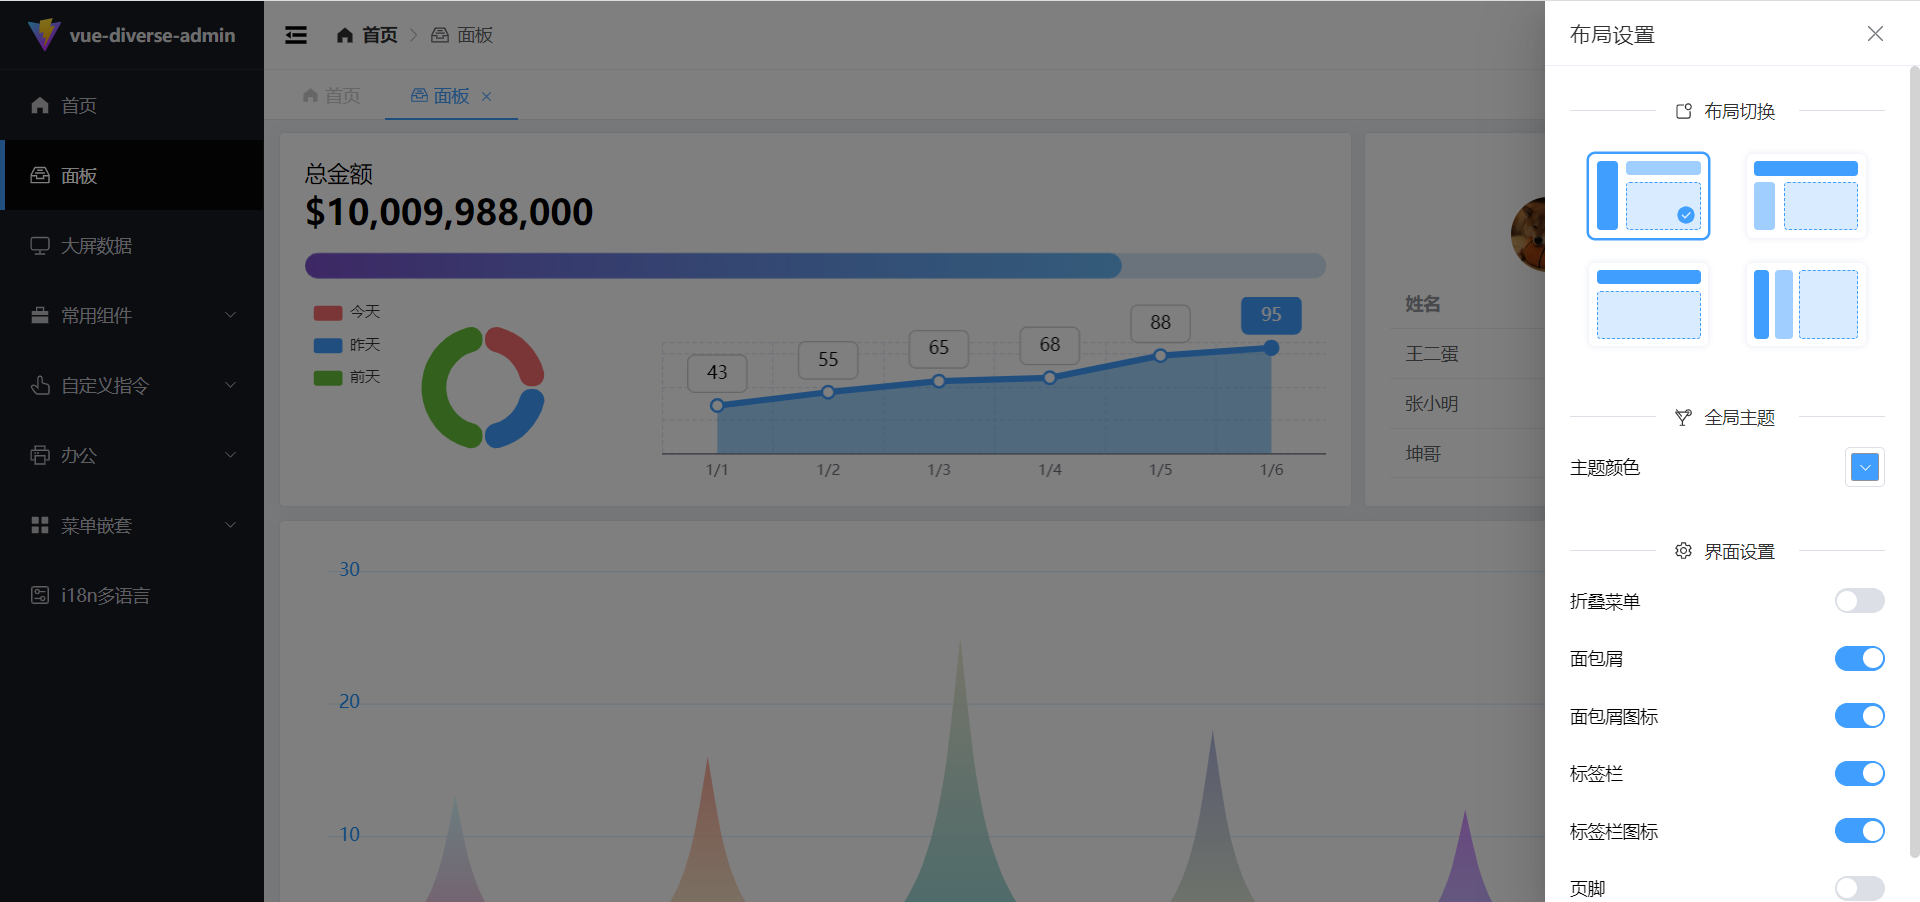 vue-diverse-admin
首页
面板
大屏数据
常用组件
自定义指令
办公
菜单嵌套
i18n多语言
首页
面板
首页
面板
总金额
$10,009,988,000
今天
昨天
前天
43
55
65
68
88
95
1/1
1/2
1/3
1/4
1/5
1/6
姓名
王二蛋
张小明
坤哥
30
20
10
布局设置
布局切换
全局主题
主题颜色
界面设置
折叠菜单
面包屑
面包屑图标
标签栏
标签栏图标
页脚